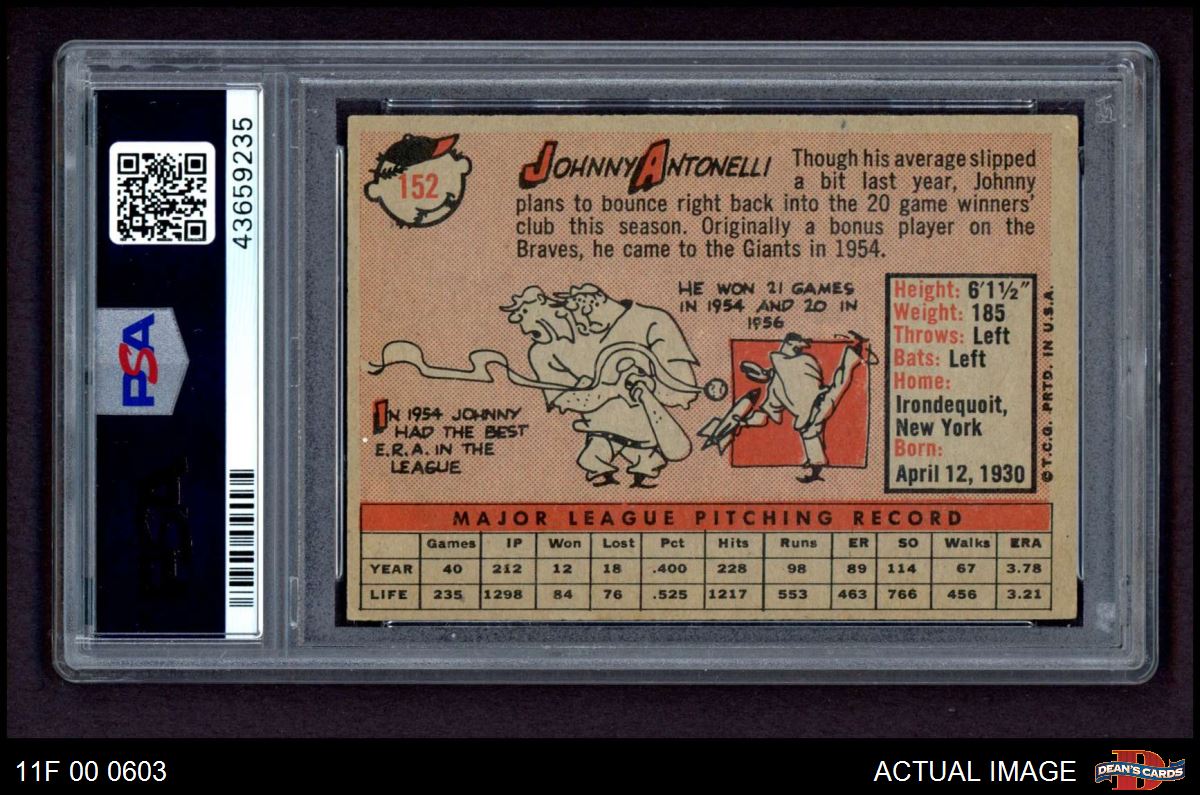 43659235
PSA
152
JOHNNY ANTONELLI
Though his average slipped
a bit last year, Johnny
plans to bounce right back into the 20 game winners'
club this season. Originally a bonus player on the
Braves, he came to the Giants in 1954.
HE WON 21 GAMES
IN 1954 AND 20 IN
1956
IN 1954 JOHNNY
HAD THE BEST
E.R.A. IN THE
LEAGUE
Height: 6'1½"
Weight: 185
Throws: Left
Bats: Left
Home:
Irondequoit,
New York
Born:
April 12, 1930
© T.C.G. PRTD. IN U.S.A.
MAJOR LEAGUE PITCHING RECORD
Games IP Won Lost Pct Hits Runs ER SO Walks ERA
YEAR 40 212 12 18 .400 228 98 89 114 67 3.78
LIFE 235 1298 84 76 .525 1217 553 463 766 456 3.21
PSA
11F 00 0603
ACTUAL IMAGE
D
DEAN'S CARDS